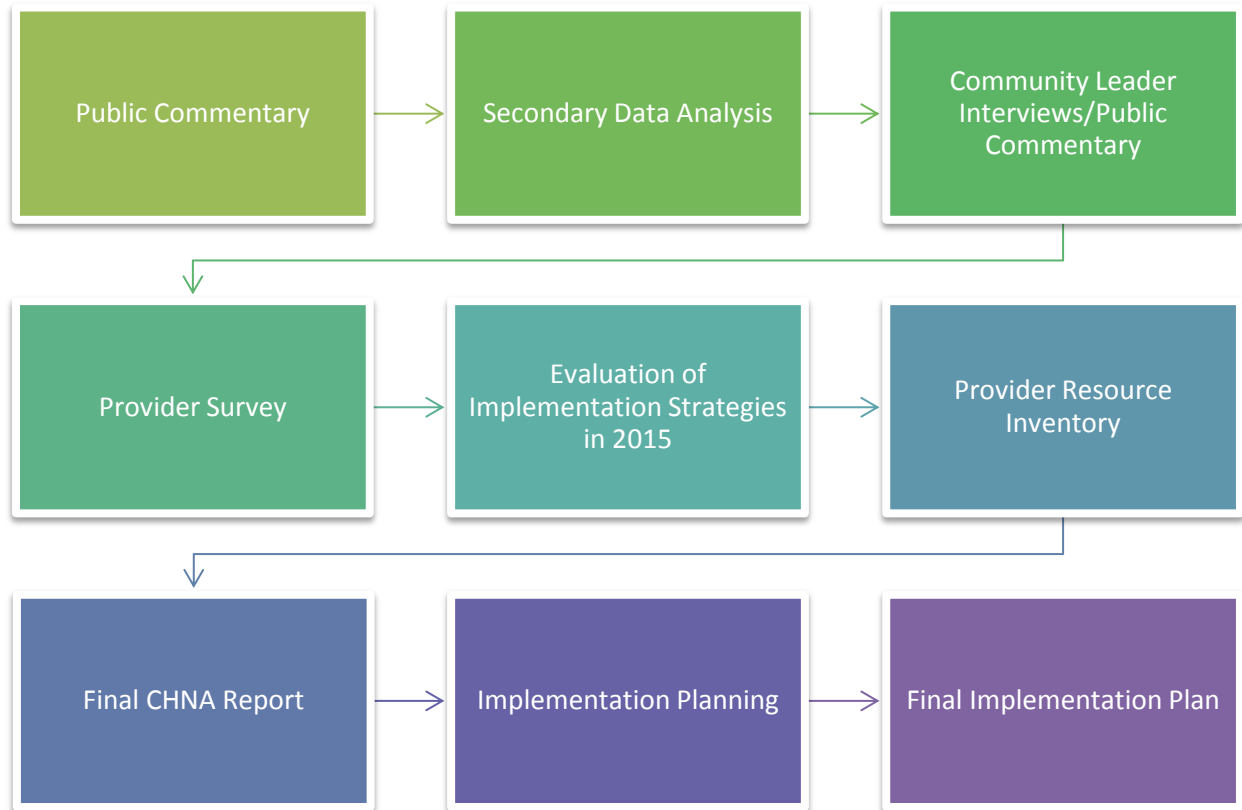 Public Commentary
Secondary Data Analysis
Community Leader
Interviews/Public
Commentary
Provider Survey
Evaluation of
Implementation Strategies
in 2015
Provider Resource
Inventory
Final CHNA Report
Implementation Planning
Final Implementation Plan